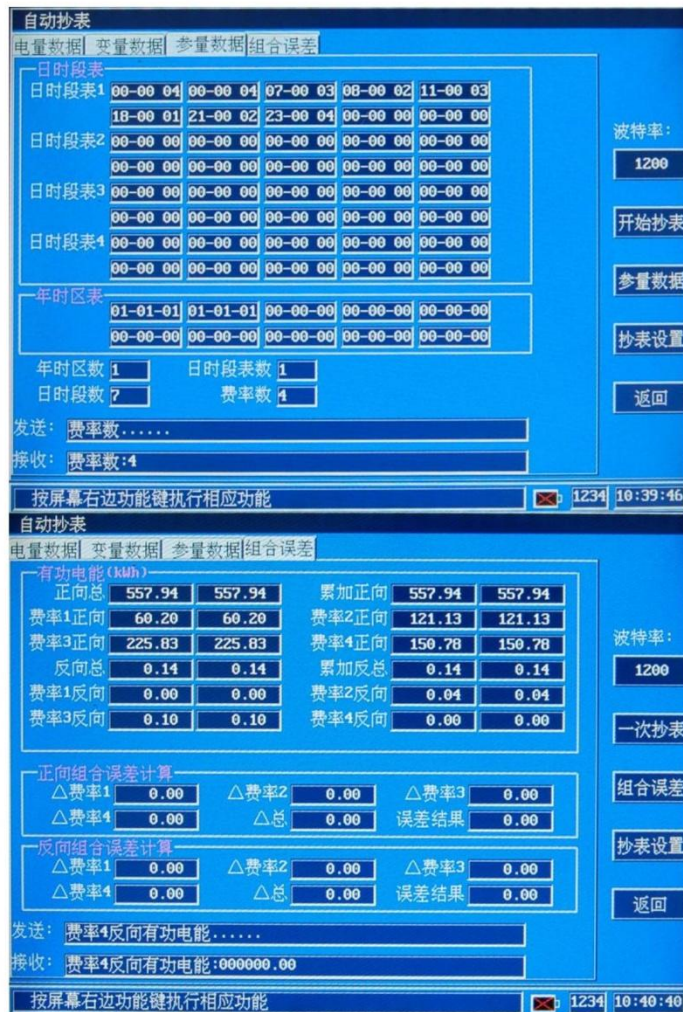 自动抄表
电量数据 变量数据 参量数据 组合误差
日时段表
日时段表1 00-00 04 00-00 04 07-00 03 08-00 02 11-00 03
18-00 01 21-00 02 23-00 04 00-00 00 00-00 00
日时段表2 00-00 00 00-00 00 00-00 00 00-00 00 00-00 00
00-00 00 00-00 00 00-00 00 00-00 00 00-00 00
日时段表3 00-00 00 00-00 00 00-00 00 00-00 00 00-00 00
00-00 00 00-00 00 00-00 00 00-00 00 00-00 00
日时段表4 00-00 00 00-00 00 00-00 00 00-00 00 00-00 00
00-00 00 00-00 00 00-00 00 00-00 00 00-00 00
年时区表
01-01-01 01-01-01 00-00-00 00-00-00 00-00-00
00-00-00 00-00-00 00-00-00 00-00-00 00-00-00
年时区数 1 日时段表数 1
日时段数 7 费率数 4
发送: 费率数......
接收: 费率数:4
波特率:
1200
开始抄表
参量数据
抄表设置
返回
按屏幕右边功能键执行相应功能 1234 10:39:46
自动抄表
电量数据 变量数据 参量数据 组合误差
有功电能(kWh)
正向总 557.94 557.94 累加正向 557.94 557.94
费率1正向 60.20 60.20 费率2正向 121.13 121.13
费率3正向 225.83 225.83 费率4正向 150.78 150.78
反向总 0.14 0.14 累加反总 0.14 0.14
费率1反向 0.00 0.00 费率2反向 0.04 0.04
费率3反向 0.10 0.10 费率4反向 0.00 0.00
正向组合误差计算
△费率1 0.00 △费率2 0.00 △费率3 0.00
△费率4 0.00 △总 0.00 误差结果 0.00
反向组合误差计算
△费率1 0.00 △费率2 0.00 △费率3 0.00
△费率4 0.00 △总 0.00 误差结果 0.00
发送: 费率4反向有功电能......
接收: 费率4反向有功电能:000000.00
波特率:
1200
一次抄表
组合误差
抄表设置
返回
按屏幕右边功能键执行相应功能 1234 10:40:40